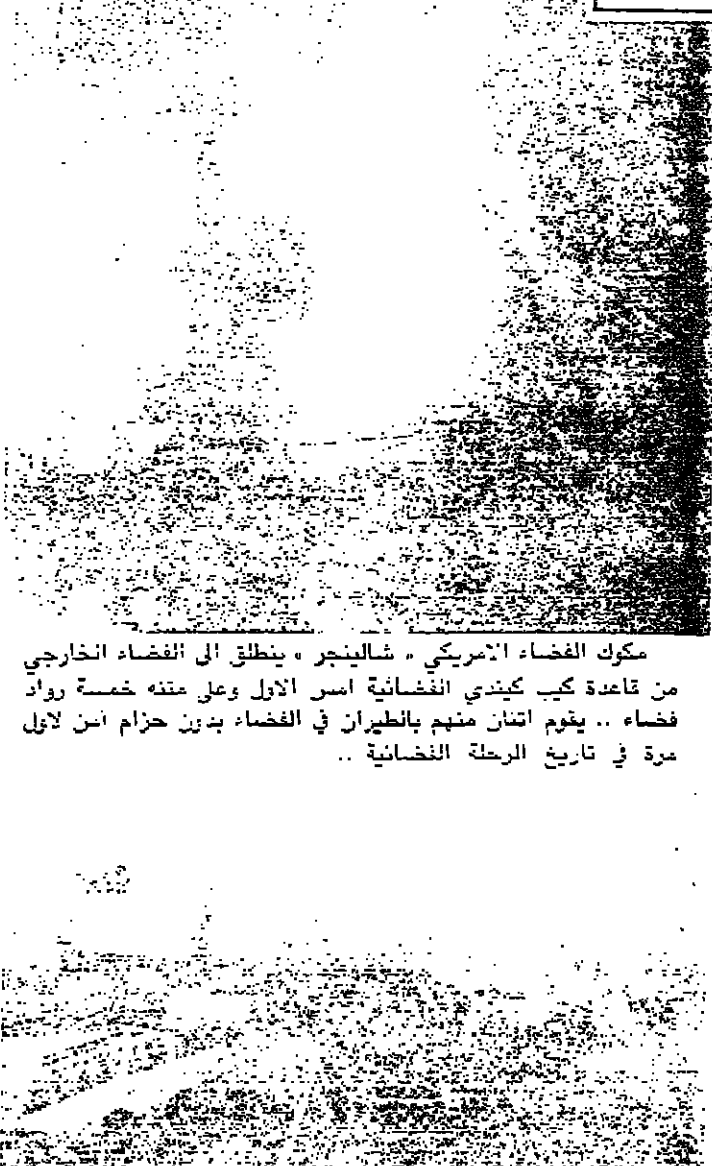 مكوك الفضاء الامريكي « شالينجر » ينطلق الى الفضاء الخارجي
من قاعدة كيب كيندي الفضائية امس الاول وعلى متنه خمسة رواد
فضاء .. يقوم اثنان منهم بالطيران في الفضاء بدون حزام امن لاول
مرة في تاريخ الرحلة الفضائية ..